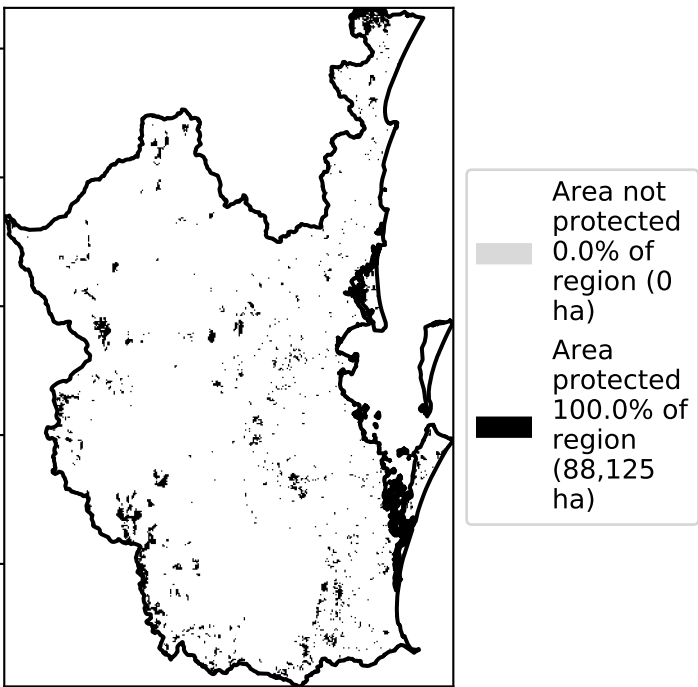 Area not
protected
0.0% of
region (0
ha)
Area
protected
100.0% of
region
(88,125
ha)